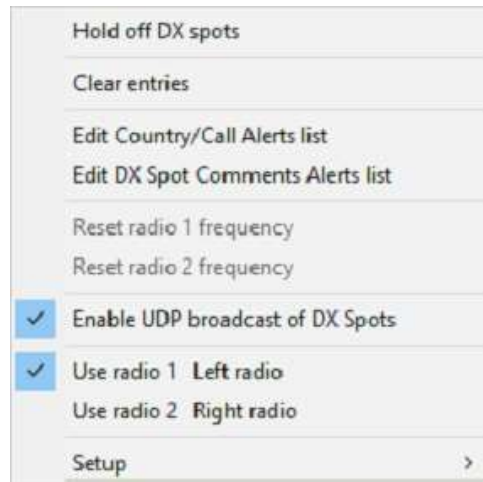 Hold off DX spots
Clear entries
Edit Country/Call Alerts list
Edit DX Spot Comments Alerts list
Reset radio 1 frequency
Reset radio 2 frequency
Enable UDP broadcast of DX Spots
Use radio 1 Left radio
Use radio 2 Right radio
Setup